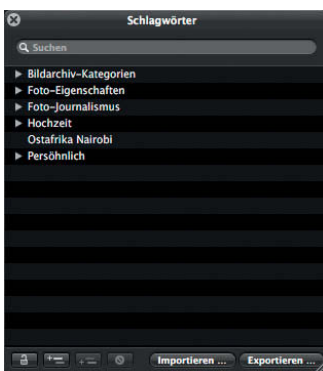 Schlagwörter
Suchen
Bildarchiv-Kategorien
Foto-Eigenschaften
Foto-Journalismus
Hochzeit
Ostafrika Nairobi
Persöhnlich
Importieren ... Exportieren ...